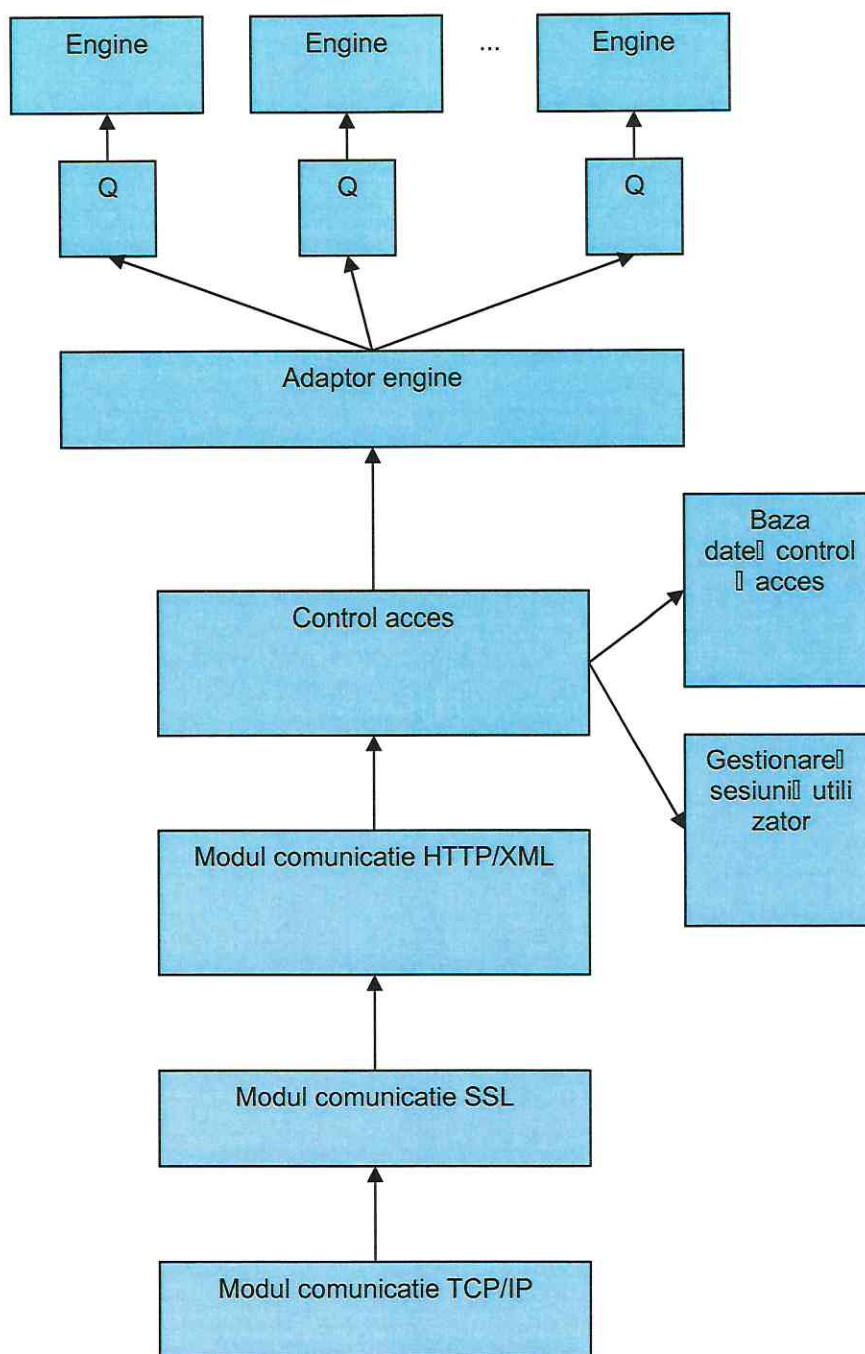 Engine
Engine
...
Engine
Q
Q
Q
Adaptor engine
Baza
date▯ control
▯ acces
Control acces
Gestionare▯
sesiuni▯ utili
zator
Modul comunicatie HTTP/XML
Modul comunicatie SSL
Modul comunicatie TCP/IP